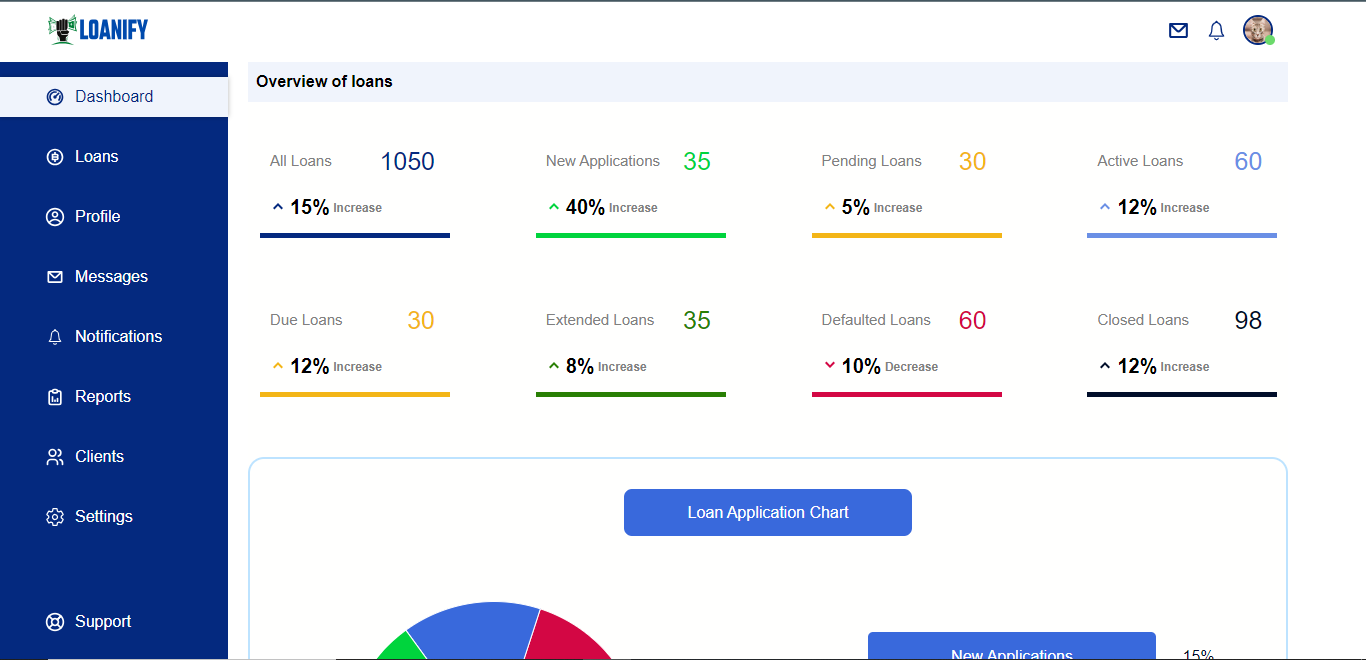 LOANIFY
Dashboard
Loans
Profile
Messages
Notifications
Reports
Clients
Settings
Support
Overview of loans
All Loans 1050
15% Increase
New Applications 35
40% Increase
Pending Loans 30
5% Increase
Active Loans 60
12% Increase
Due Loans 30
12% Increase
Extended Loans 35
8% Increase
Defaulted Loans 60
10% Decrease
Closed Loans 98
12% Increase
Loan Application Chart
New Applications 15%